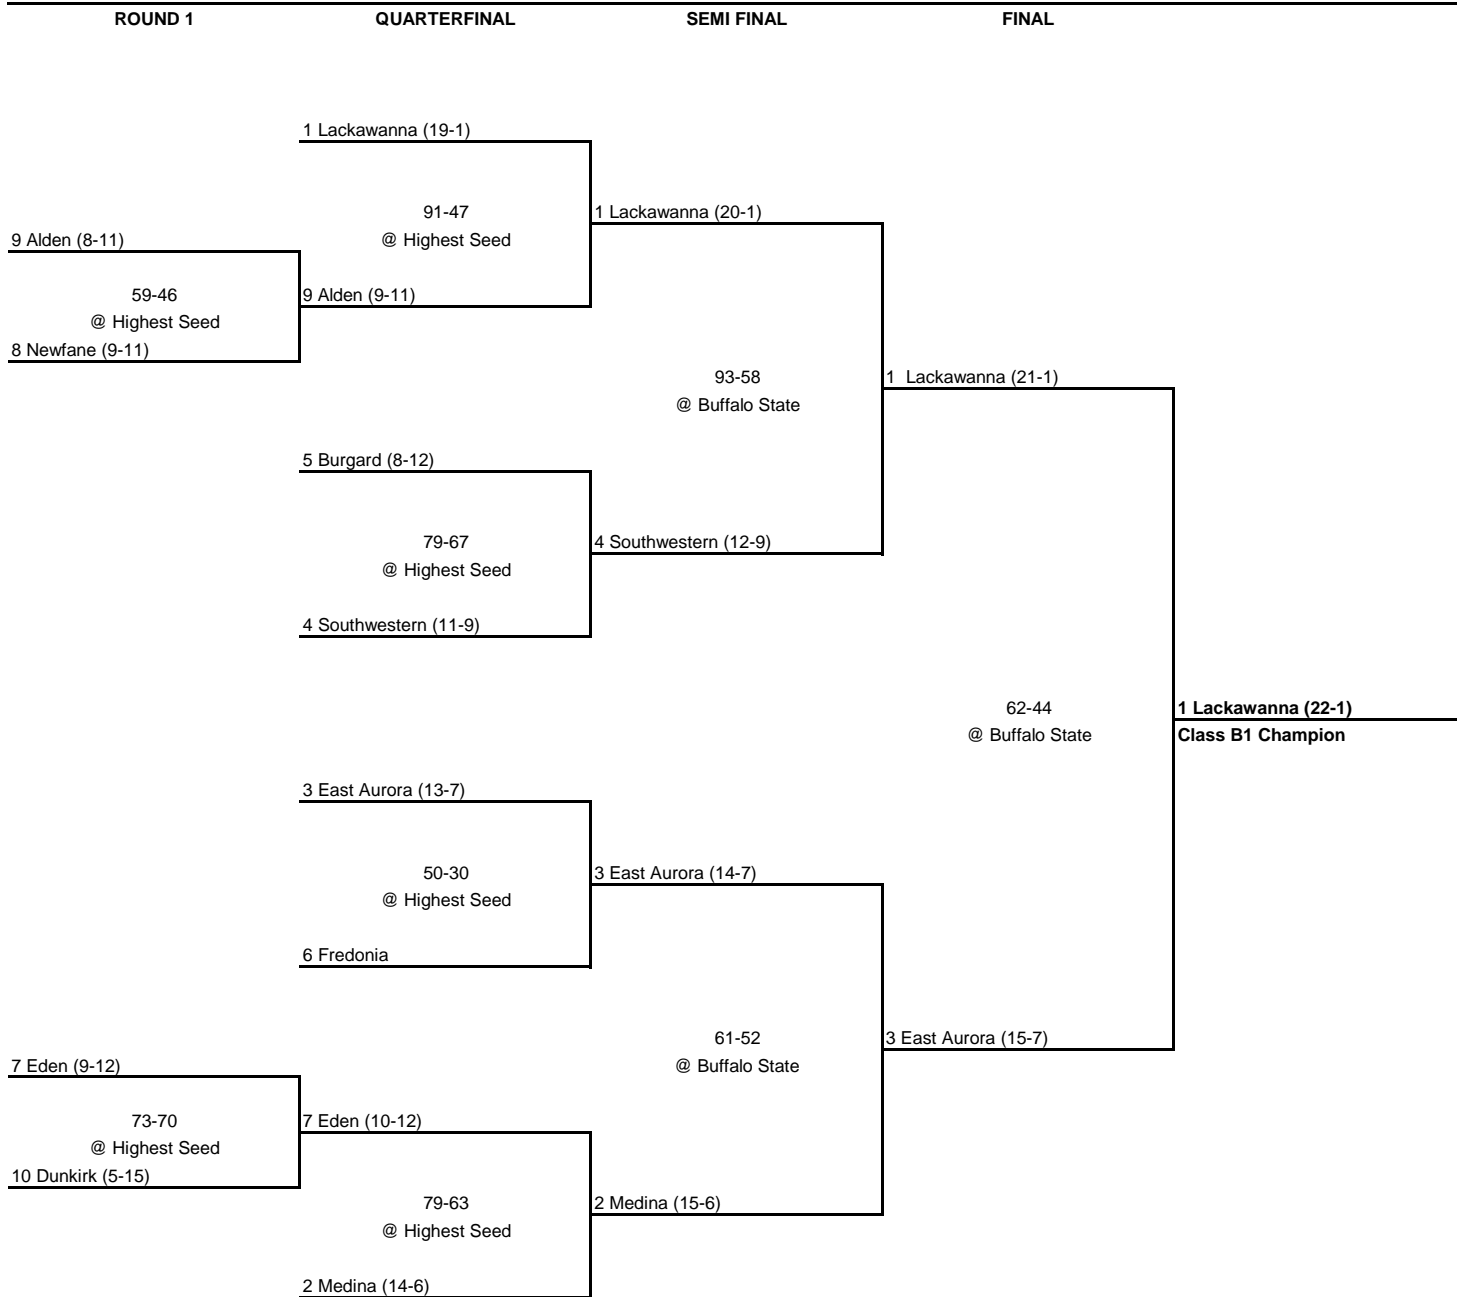 ROUND 1 QUARTERFINAL SEMI FINAL FINAL
1 Lackawanna (19-1)
91-47 1 Lackawanna (20-1)
9 Alden (8-11) @ Highest Seed
59-46 9 Alden (9-11)
@ Highest Seed
8 Newfane (9-11)
93-58 1 Lackawanna (21-1)
@ Buffalo State
5 Burgard (8-12)
79-67 4 Southwestern (12-9)
@ Highest Seed
4 Southwestern (11-9)
62-44 1 Lackawanna (22-1)
@ Buffalo State Class B1 Champion
3 East Aurora (13-7)
50-30 3 East Aurora (14-7)
@ Highest Seed
6 Fredonia
61-52 3 East Aurora (15-7)
7 Eden (9-12) @ Buffalo State
73-70 7 Eden (10-12)
@ Highest Seed
10 Dunkirk (5-15)
79-63 2 Medina (15-6)
@ Highest Seed
2 Medina (14-6)